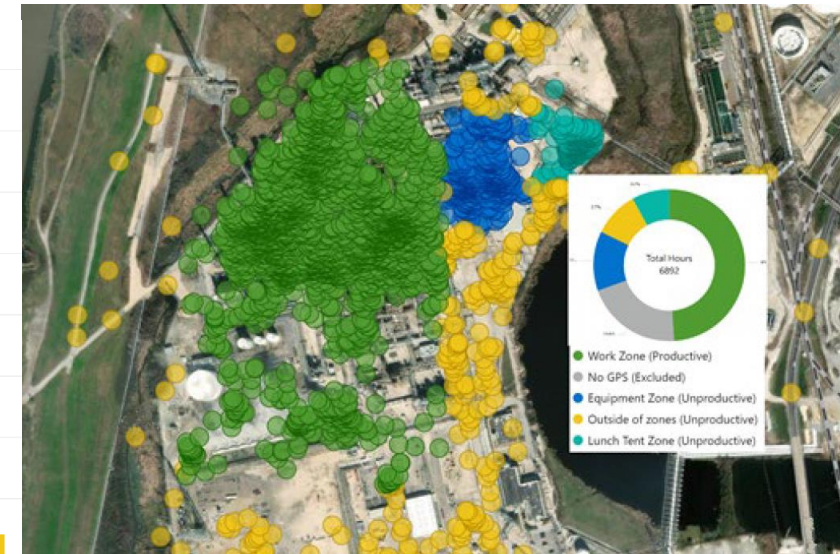 Total Hours
6892
Work Zone (Productive)
No GPS (Excluded)
Equipment Zone (Unproductive)
Outside of zones (Unproductive)
Lunch Tent Zone (Unproductive)